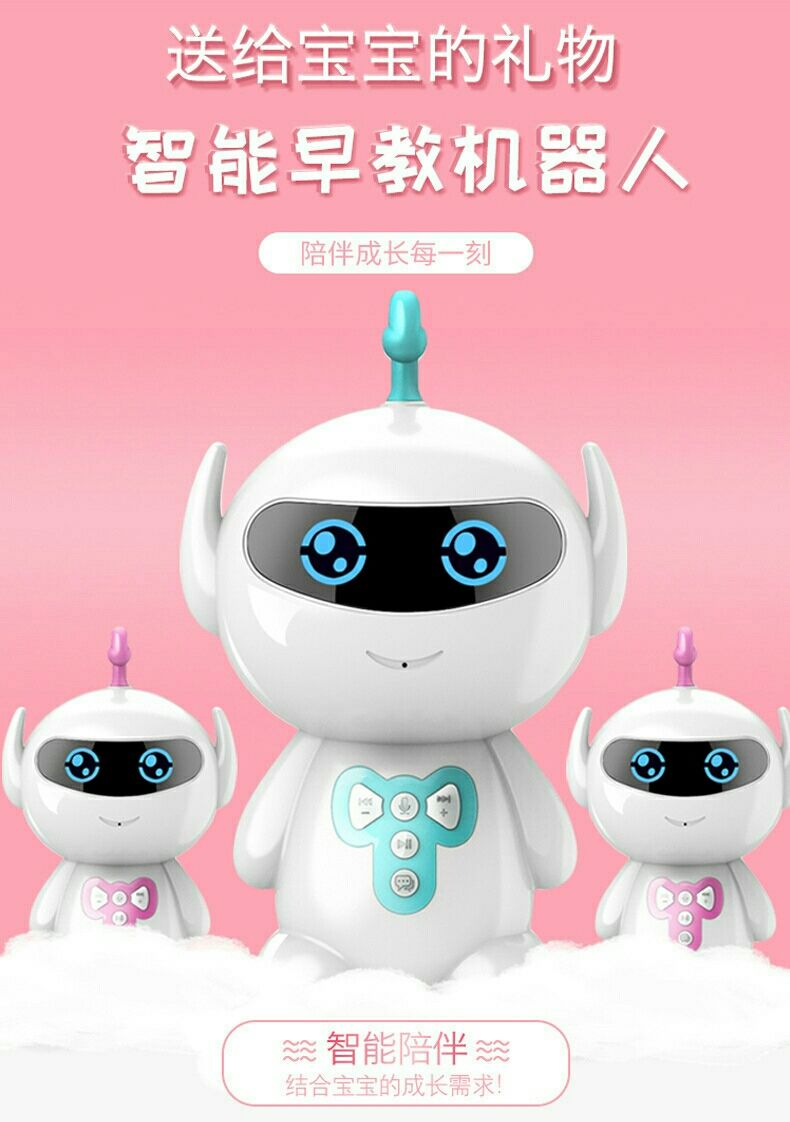 送给宝宝的礼物
智能早教机器人
陪伴成长每一刻
智能陪伴
结合宝宝的成长需求!